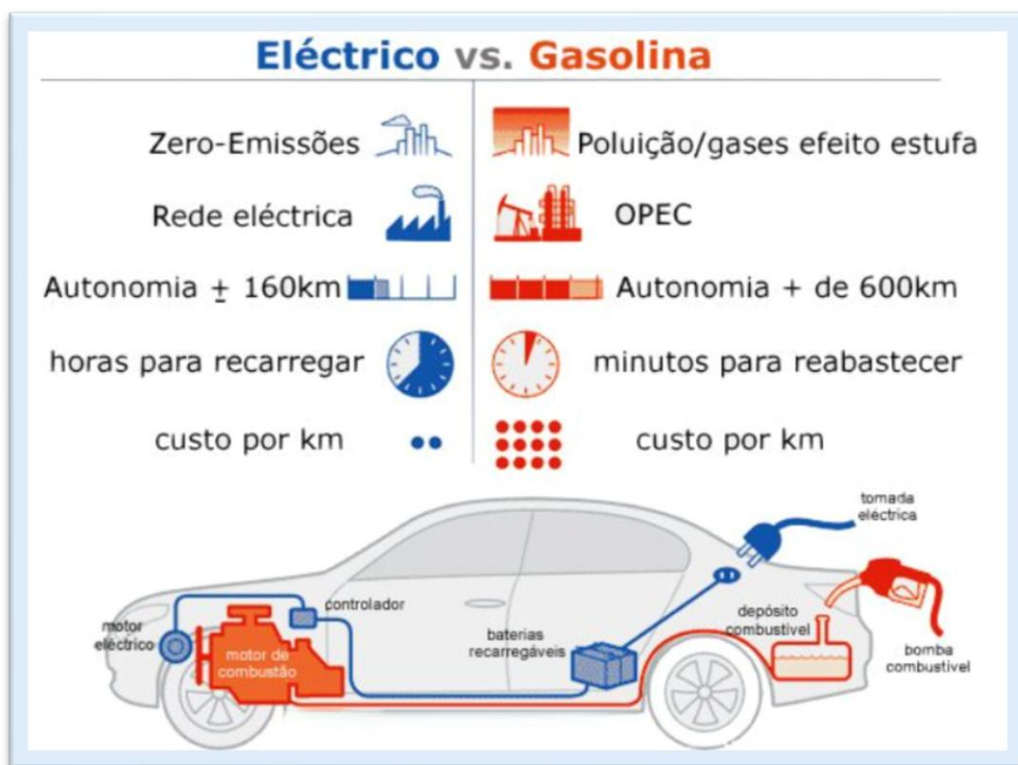 Eléctrico vs. Gasolina
Zero-Emissões
Poluição/gases efeito estufa
Rede eléctrica
OPEC
Autonomia ± 160km
Autonomia + de 600km
horas para recarregar
minutos para reabastecer
custo por km
custo por km
tomada
eléctrica
controlador
motor
eléctrico
motor de
combustão
baterias
recarregáveis
depósito
combustível
bomba
combustível